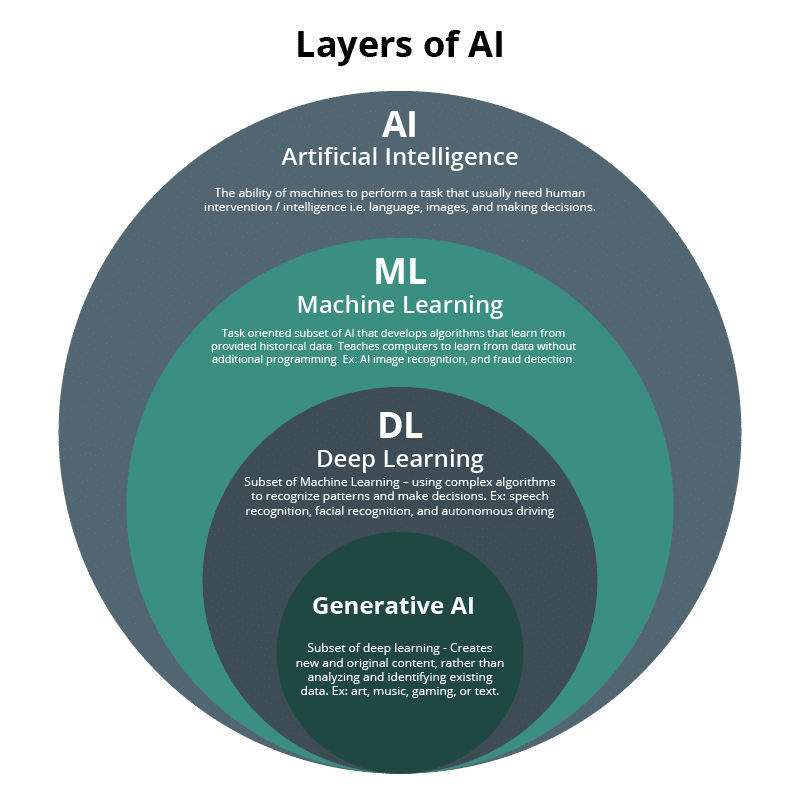 Layers of AI
AI
Artificial Intelligence
The ability of machines to perform a task that usually need human
intervention / intelligence i.e. language, images, and making decisions.
ML
Machine Learning
Task oriented subset of AI that develops algorithms that learn from
provided historical data. Teaches computers to learn from data without
additional programming. Ex: AI image recognition, and fraud detection.
DL
Deep Learning
Subset of Machine Learning – using complex algorithms
to recognize patterns and make decisions. Ex: speech
recognition, facial recognition, and autonomous driving
Generative AI
Subset of deep learning - Creates
new and original content, rather than
analyzing and identifying existing
data. Ex: art, music, gaming, or text.